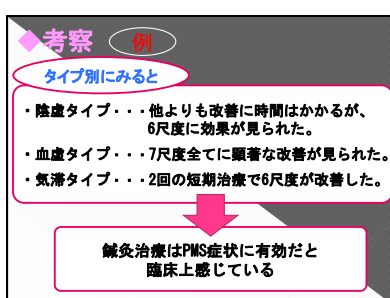 ◆考察 例
タイプ別にみると
・陰虚タイプ・・・他よりも改善に時間はかかるが、
6尺度に効果が見られた。
・血虚タイプ・・・7尺度全てに顕著な改善が見られた。
・気滞タイプ・・・2回の短期治療で6尺度が改善した。
鍼灸治療はPMS症状に有効だと
臨床上感じている